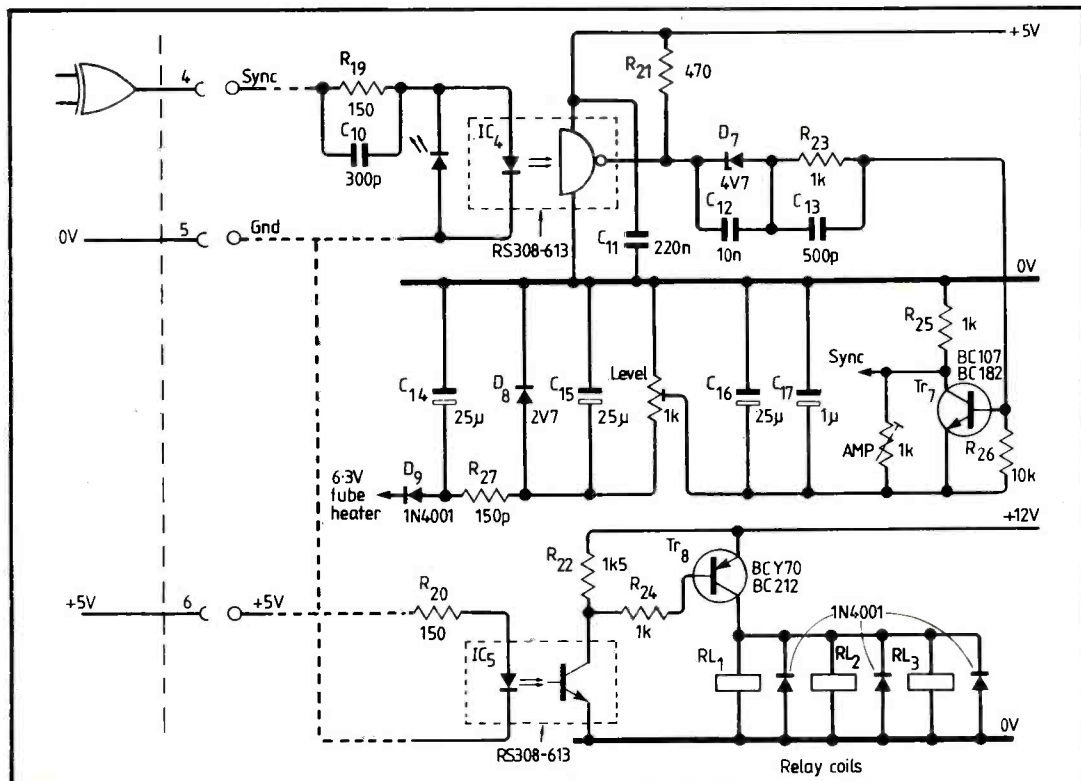 +5V
4
Sync
R19
150
C10
300p
IC4
R21
470
D7
4V7
R23
1k
C12
10n
C13
500p
0V
5
Gnd
RS308-613
C11
220n
0V
C14
25µ
D8
2V7
C15
25µ
Level
1k
C16
25µ
C17
1µ
Sync
R25
1k
BC107
BC182
Tr7
AMP
1k
R26
10k
6·3V
tube
heater
D9
1N4001
R27
150p
+12V
R22
1k5
Tr8
BCY70
BC212
R24
1k
+5V
6
+5V
R20
150
IC5
1N4001
RL1
RL2
RL3
RS308-613
0V
Relay coils